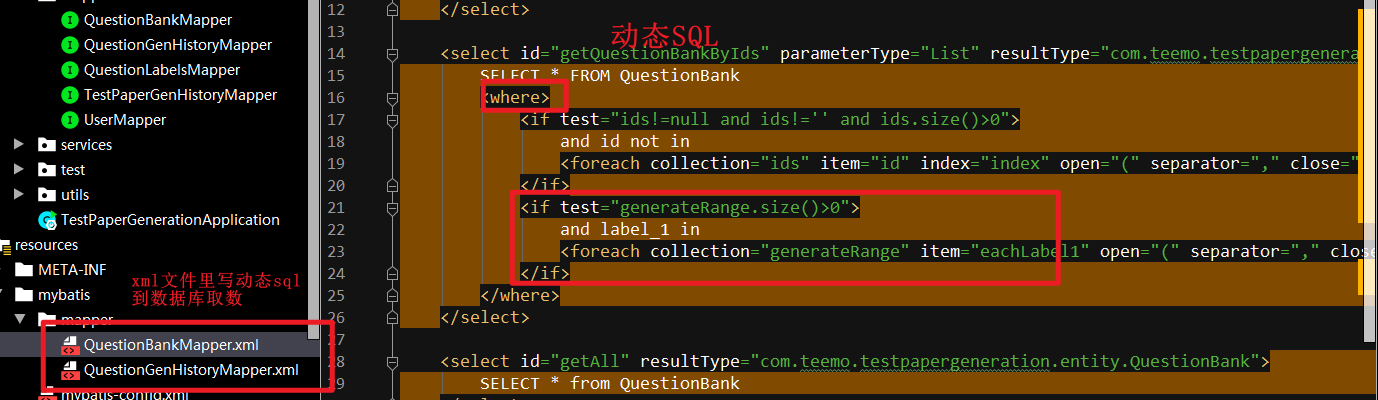 QuestionBankMapper
QuestionGenHistoryMapper
QuestionLabelsMapper
TestPaperGenHistoryMapper
UserMapper
services
test
utils
TestPaperGenerationApplication
resources
META-INF
mybatis
xml文件里写动态sql
到数据库取数
mapper
QuestionBankMapper.xml
QuestionGenHistoryMapper.xml
mybatis-config.xml
动态SQL
12 </select>
13
14 <select id="getQuestionBankByIds" parameterType="List" resultType="com.teemo.testpapergenera
15 SELECT * FROM QuestionBank
16 <where>
17 <if test="ids!=null and ids!='' and ids.size()>0">
18 and id not in
19 <foreach collection="ids" item="id" index="index" open="(" separator="," close="
20 </if>
21 <if test="generateRange.size()>0">
22 and label_1 in
23 <foreach collection="generateRange" item="eachLabel1" open="(" separator="," clos
24 </if>
25 </where>
26 </select>
27
28 <select id="getAll" resultType="com.teemo.testpapergeneration.entity.QuestionBank">
29 SELECT * from QuestionBank